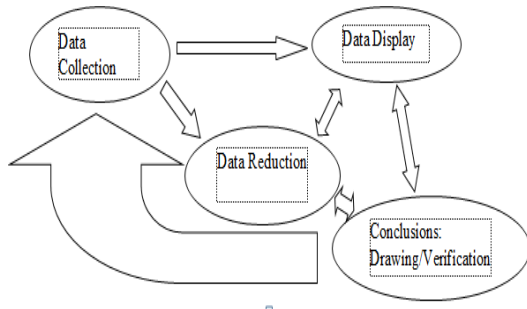 Data
Collection
Data Display
Data Reduction
Conclusions:
Drawing/Verification